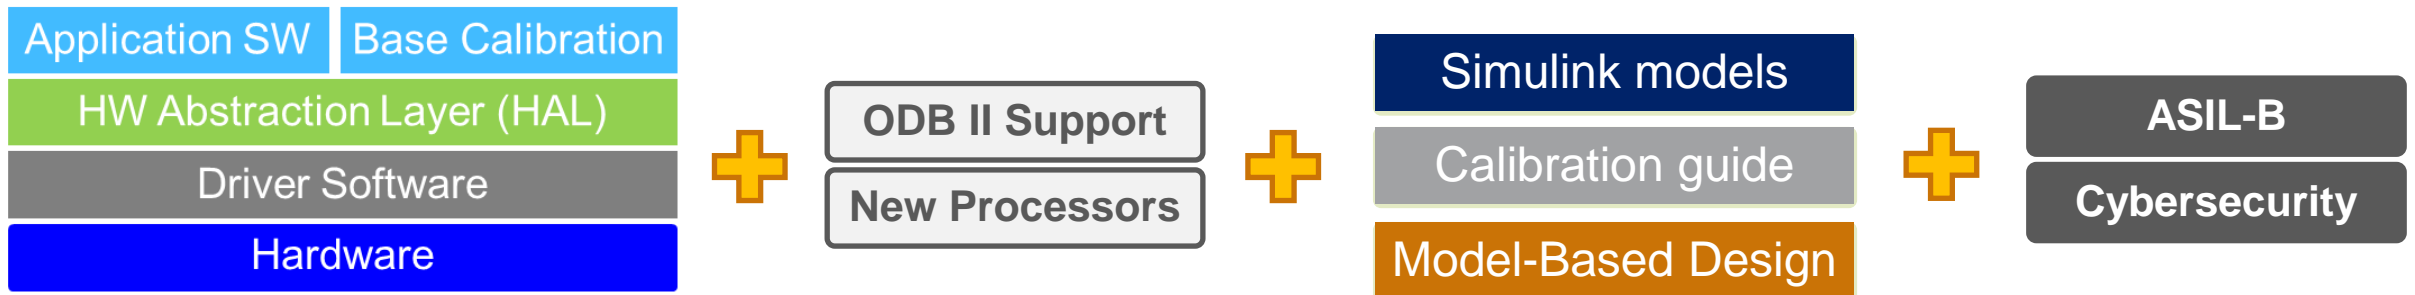 Application SW
Base Calibration
HW Abstraction Layer (HAL)
Driver Software
Hardware
ODB II Support
New Processors
Simulink models
Calibration guide
Model-Based Design
ASIL-B
Cybersecurity